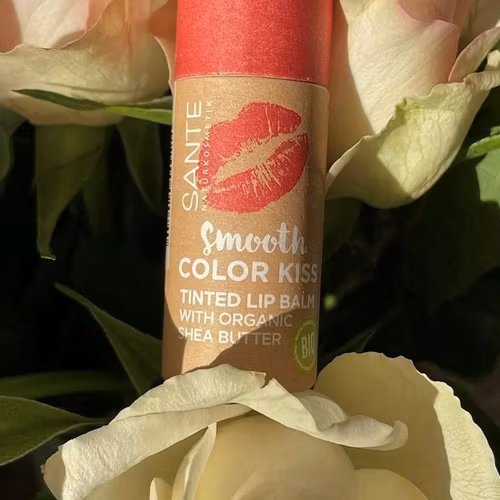 SANTE
NATURKOSMETIK
Smooth
COLOR KISS
TINTED LIP BALM
WITH ORGANIC
SHEA BUTTER
BIO